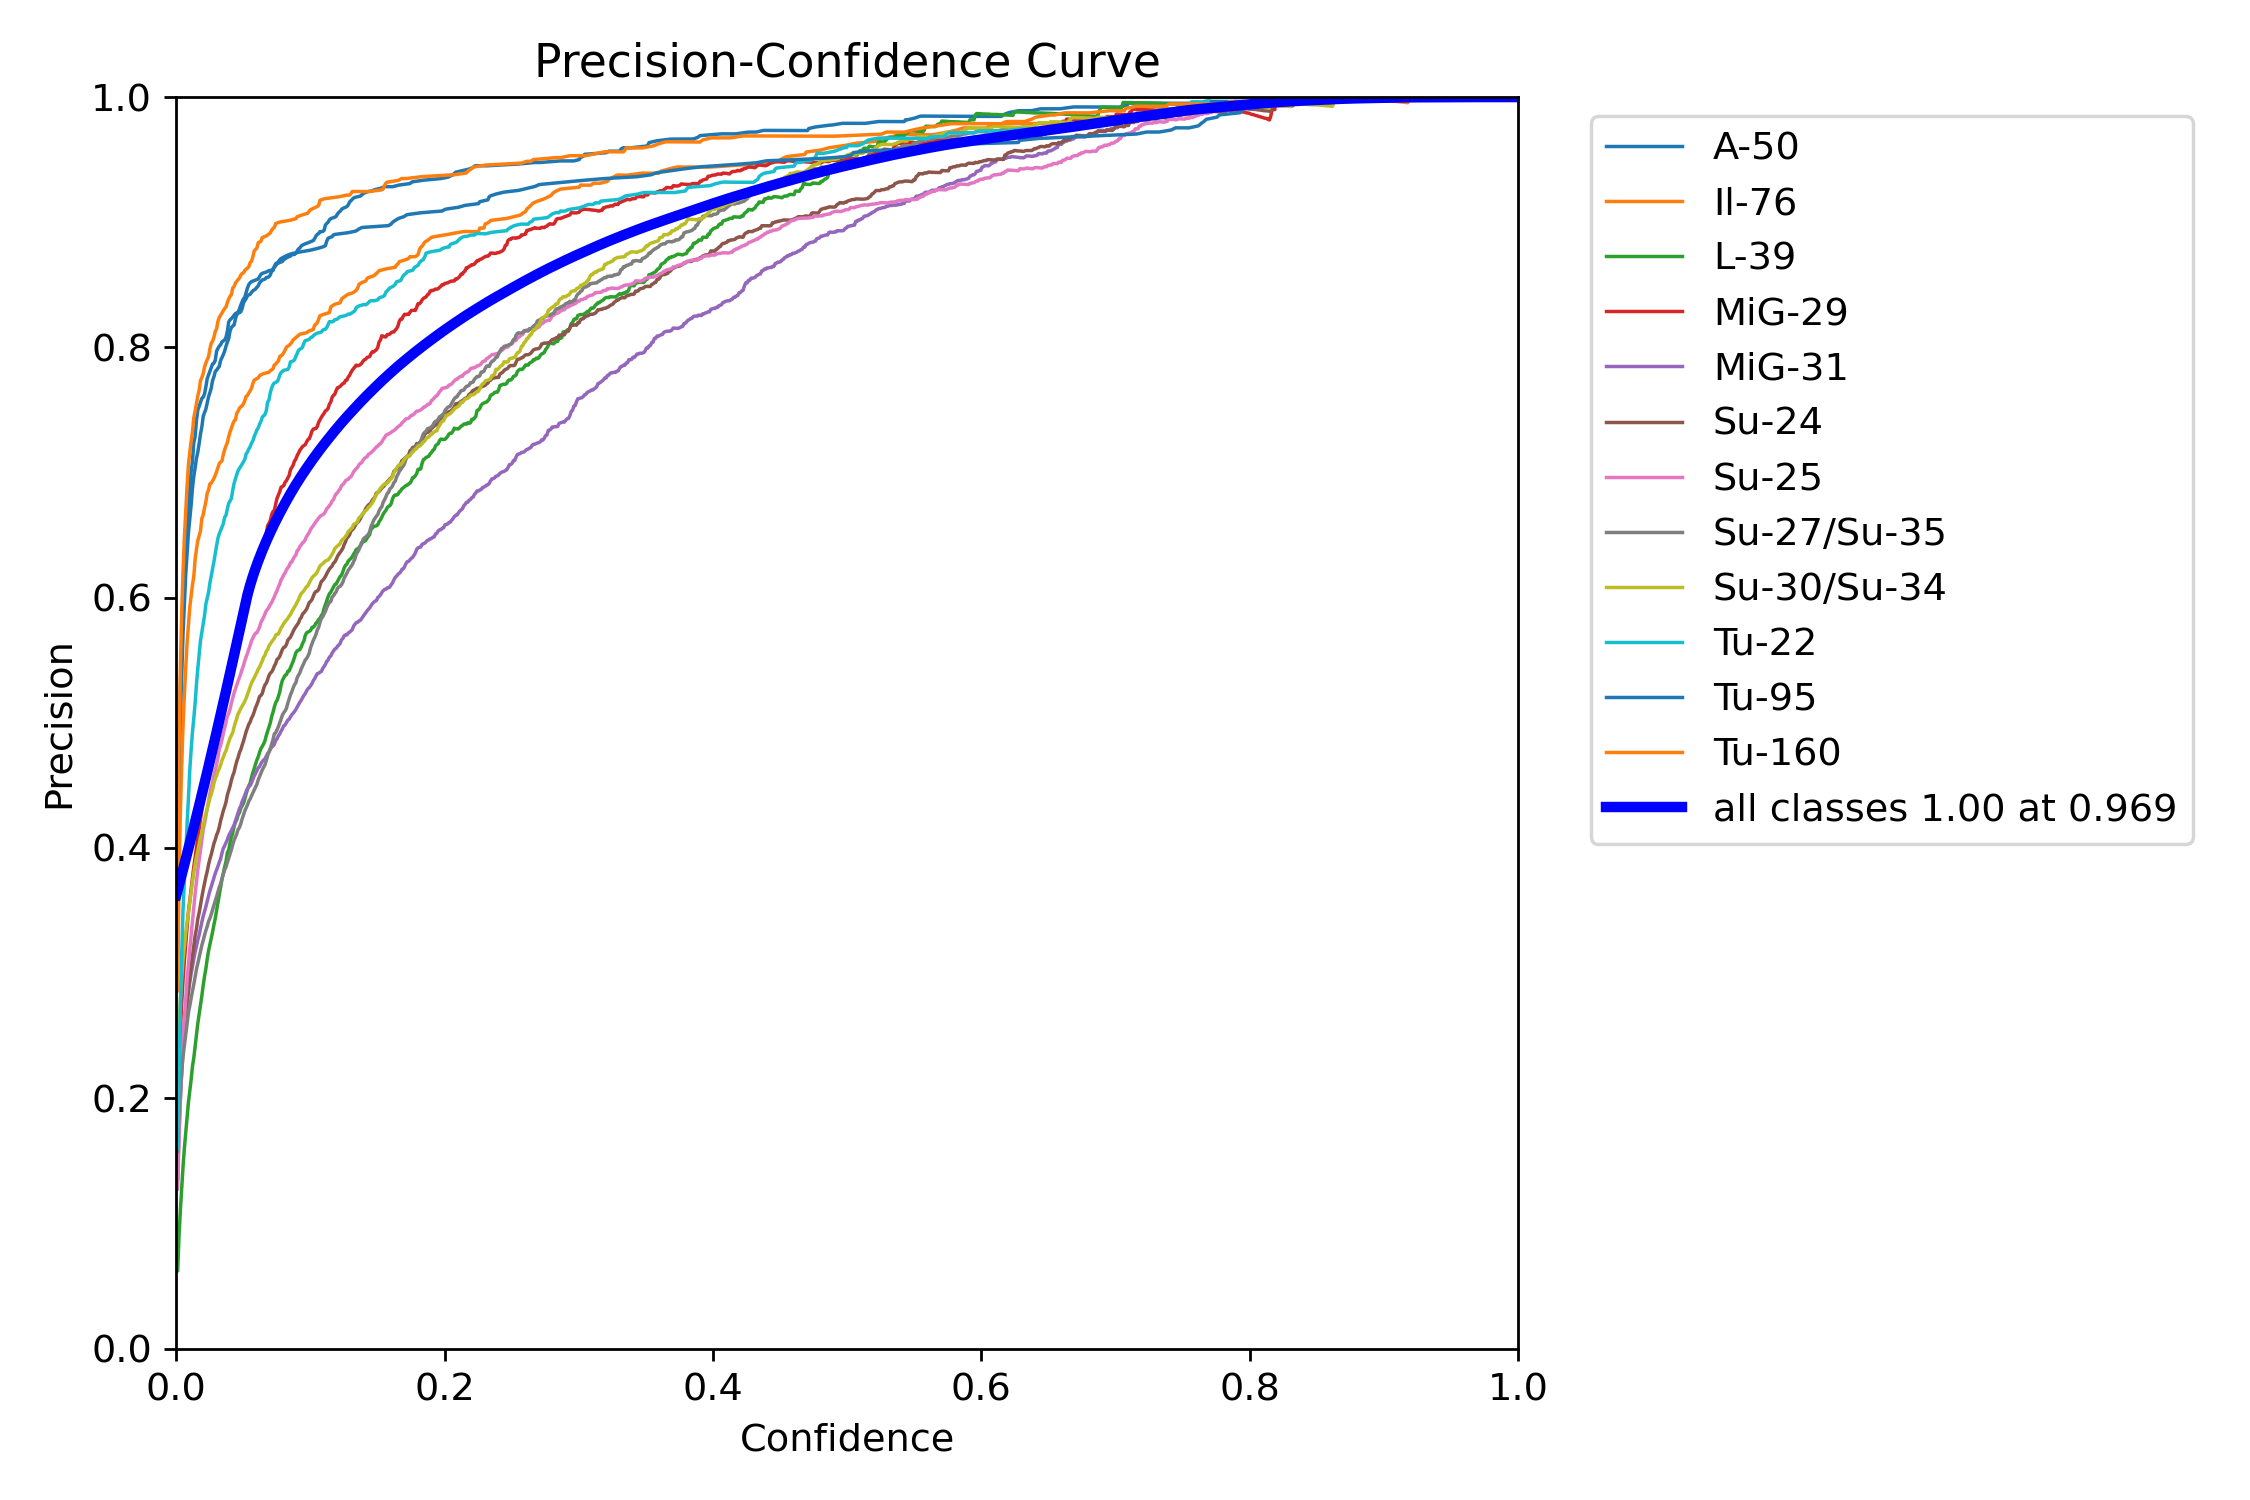 Precision-Confidence Curve
1.0
0.8
0.6
0.4
0.2
0.0
Precision
0.0 0.2 0.4 0.6 0.8 1.0
Confidence
A-50
Il-76
L-39
MiG-29
MiG-31
Su-24
Su-25
Su-27/Su-35
Su-30/Su-34
Tu-22
Tu-95
Tu-160
all classes 1.00 at 0.969